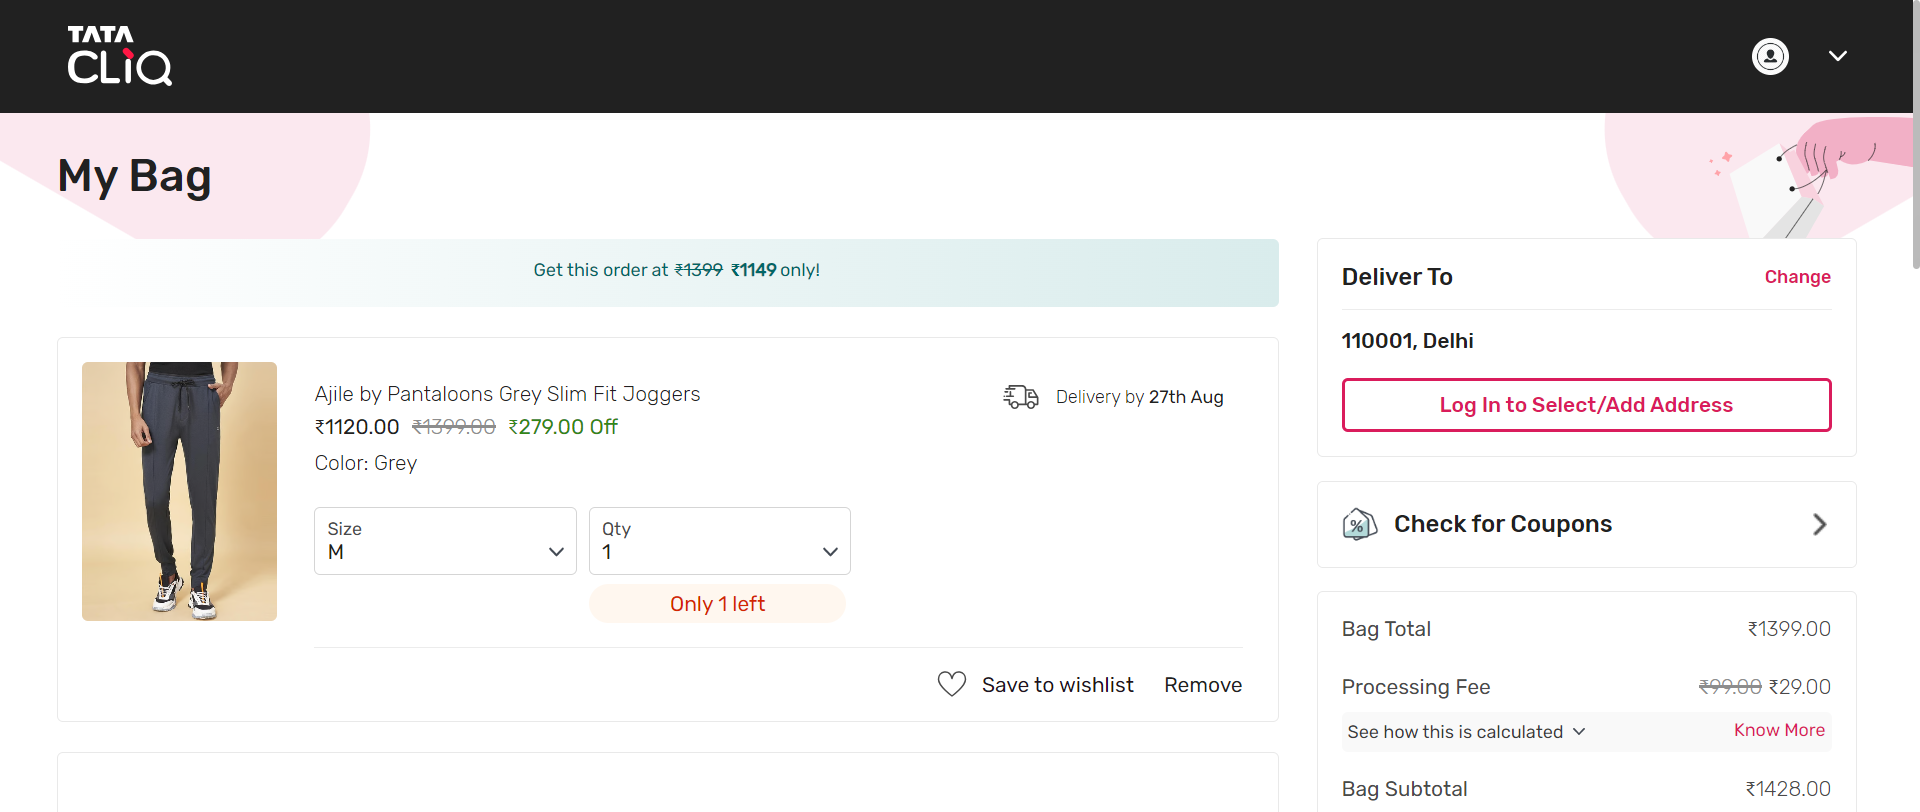 TATA
CLiQ
My Bag
Get this order at ₹1399 ₹1149 only!
Ajile by Pantaloons Grey Slim Fit Joggers
₹1120.00 ₹1399.00 ₹279.00 Off
Color: Grey
Delivery by 27th Aug
Size
M
Qty
1
Only 1 left
Save to wishlist
Remove
Deliver To
Change
110001, Delhi
Log In to Select/Add Address
%
Check for Coupons
Bag Total ₹1399.00
Processing Fee ₹99.00 ₹29.00
See how this is calculated Know More
Bag Subtotal ₹1428.00